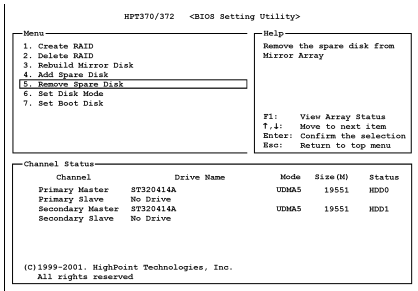 HPT370/372 <BIOS Setting Utility>
Menu
1. Create RAID
2. Delete RAID
3. Rebuild Mirror Disk
4. Add Spare Disk
5. Remove Spare Disk
6. Set Disk Mode
7. Set Boot Disk
Help
Remove the spare disk from
Mirror Array
F1: View Array Status
↑,↓: Move to next item
Enter: Confirm the selection
Esc: Return to top menu
Channel Status
Channel Drive Name Mode Size(M) Status
Primary Master ST320414A UDMA5 19551 HDD0
Primary Slave No Drive
Secondary Master ST320414A UDMA5 19551 HDD1
Secondary Slave No Drive
(C)1999-2001. HighPoint Technologies, Inc.
All rights reserved